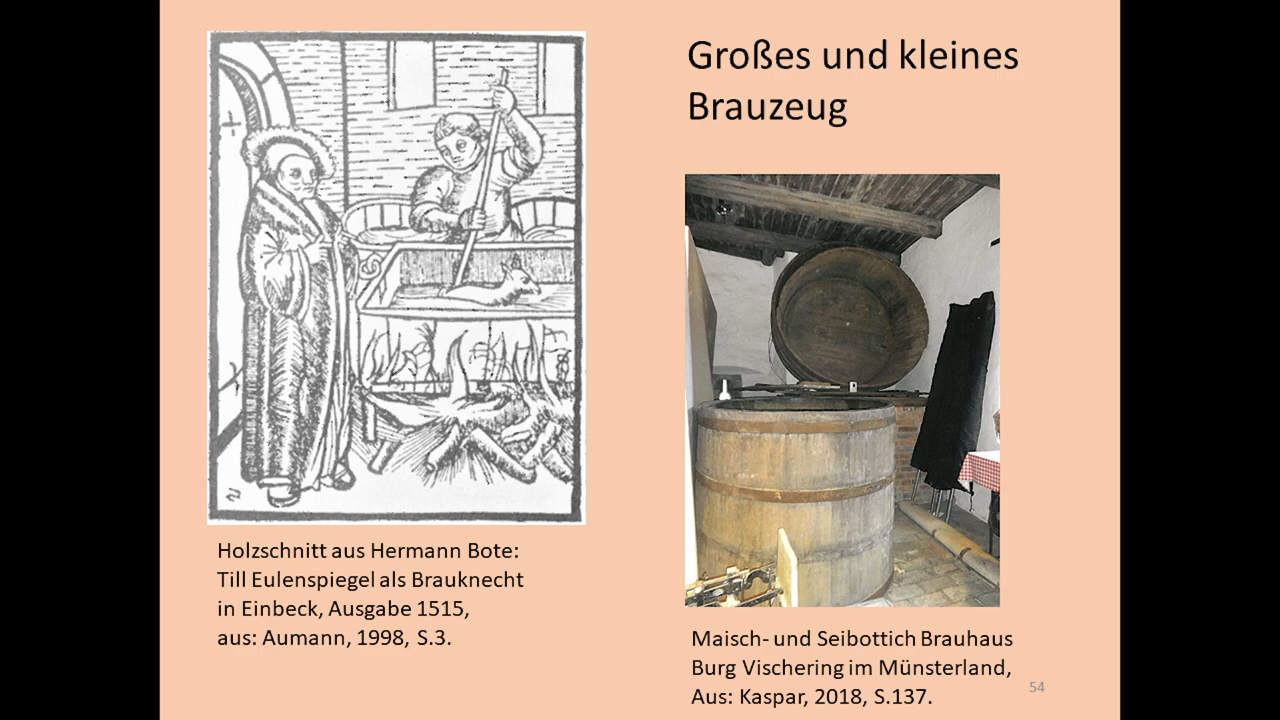 Großes und kleines
Brauzeug
Holzschnitt aus Hermann Bote:
Till Eulenspiegel als Brauknecht
in Einbeck, Ausgabe 1515,
aus: Aumann, 1998, S.3.
Maisch- und Seibottich Brauhaus
Burg Vischering im Münsterland,
Aus: Kaspar, 2018, S.137.
54